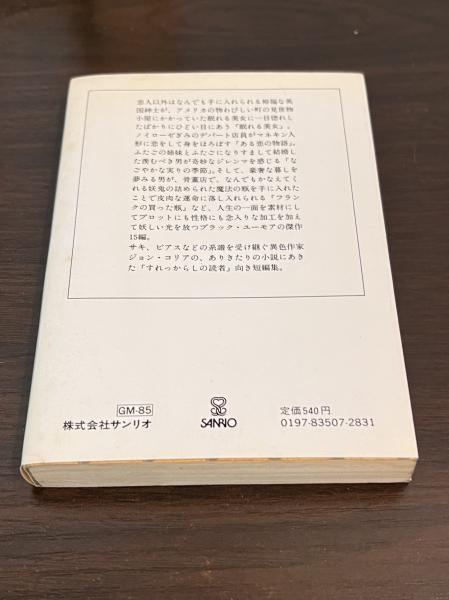 恋人以外はなんでも手に入れられる裕福な英
国紳士が、アメリカの物わびしい町の見世物
小屋にかかっていた眠れる美女に一目惚れし
たばかりにひどい目にあう「眠れる美女」。
ノイローゼぎみのデパート店員がマネキン人
形に恋をして身をほろぼす「ある恋の物語」。
ふたごの姉妹とふたごになりすまして結婚し
た羨むべき男が奇妙なジレンマを感じる「な
ごやかな実りの季節」。そして、豪奢な暮しを
夢みる男が、骨董店で、なんでもかなえてく
れる妖鬼の詰められた魔法の瓶を手に入れた
ことで皮肉な運命に落し入れられる「フラン
クの買った瓶」など、人生の一面を素材にし
てプロットにも性格にも念入りな加工を加え
て妖しい光を放つブラック・ユーモアの傑作
15編。
サキ、ビアスなどの系譜を受け継ぐ異色作家
ジョン・コリアの、ありきたりの小説にあき
た「すれっからしの読者」向き短編集。
GM-85
株式会社サンリオ
SANRIO
定価540円
0197-83507-2831